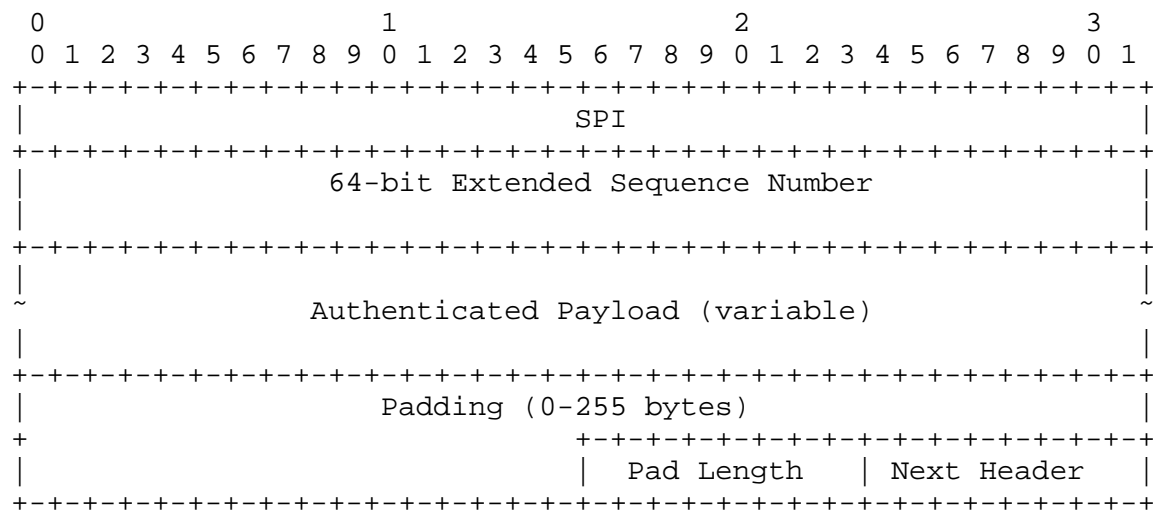 0                   1                   2                   3
 0 1 2 3 4 5 6 7 8 9 0 1 2 3 4 5 6 7 8 9 0 1 2 3 4 5 6 7 8 9 0 1
+-+-+-+-+-+-+-+-+-+-+-+-+-+-+-+-+-+-+-+-+-+-+-+-+-+-+-+-+-+-+-+-+
|                               SPI                             |
+-+-+-+-+-+-+-+-+-+-+-+-+-+-+-+-+-+-+-+-+-+-+-+-+-+-+-+-+-+-+-+-+
|                 64-bit Extended Sequence Number               |
|                                                               |
+-+-+-+-+-+-+-+-+-+-+-+-+-+-+-+-+-+-+-+-+-+-+-+-+-+-+-+-+-+-+-+-+
|                                                               |
~                Authenticated Payload (variable)               ~
|                                                               |
+-+-+-+-+-+-+-+-+-+-+-+-+-+-+-+-+-+-+-+-+-+-+-+-+-+-+-+-+-+-+-+-+
|                    Padding (0-255 bytes)                      |
+                               +-+-+-+-+-+-+-+-+-+-+-+-+-+-+-+-+
|                               |  Pad Length   | Next Header   |
+-+-+-+-+-+-+-+-+-+-+-+-+-+-+-+-+-+-+-+-+-+-+-+-+-+-+-+-+-+-+-+-+